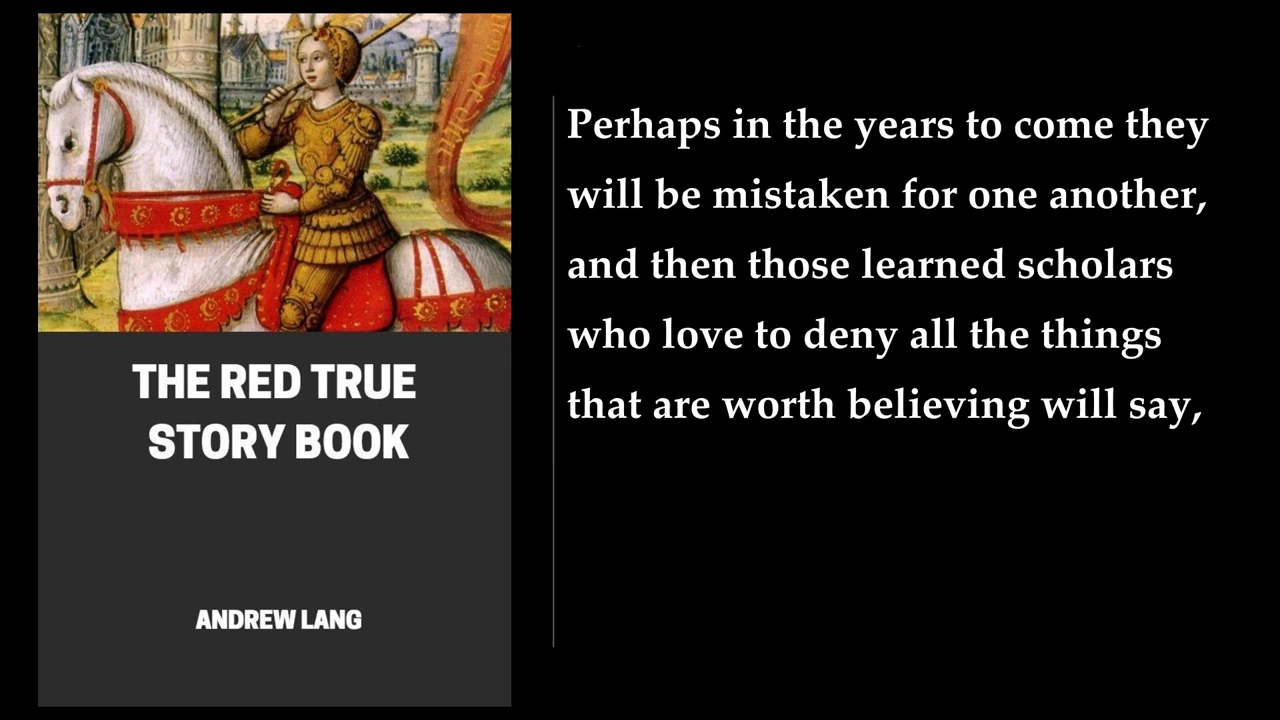 THE RED TRUE
STORY BOOK
ANDREW LANG
Perhaps in the years to come they
will be mistaken for one another,
and then those learned scholars
who love to deny all the things
that are worth believing will say,